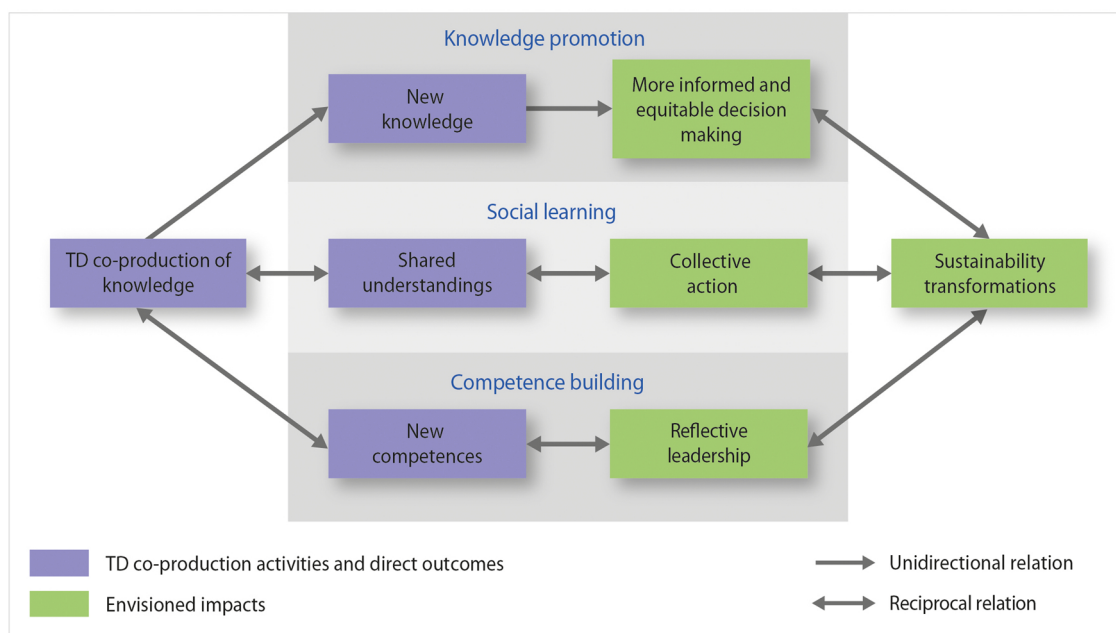 Knowledge promotion
New
knowledge
More informed and
equitable decision
making
Social learning
TD co-production of
knowledge
Shared
understandings
Collective
action
Sustainability
transformations
Competence building
New
competences
Reflective
leadership
TD co-production activities and direct outcomes
Unidirectional relation
Envisioned impacts
Reciprocal relation